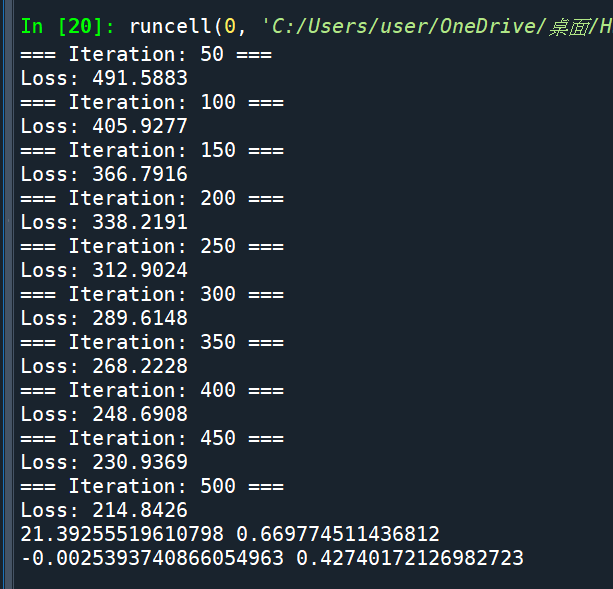 In [20]: runcell(0, 'C:/Users/user/OneDrive/桌面/H
=== Iteration: 50 ===
Loss: 491.5883
=== Iteration: 100 ===
Loss: 405.9277
=== Iteration: 150 ===
Loss: 366.7916
=== Iteration: 200 ===
Loss: 338.2191
=== Iteration: 250 ===
Loss: 312.9024
=== Iteration: 300 ===
Loss: 289.6148
=== Iteration: 350 ===
Loss: 268.2228
=== Iteration: 400 ===
Loss: 248.6908
=== Iteration: 450 ===
Loss: 230.9369
=== Iteration: 500 ===
Loss: 214.8426
21.39255519610798 0.669774511436812
-0.0025393740866054963 0.42740172126982723